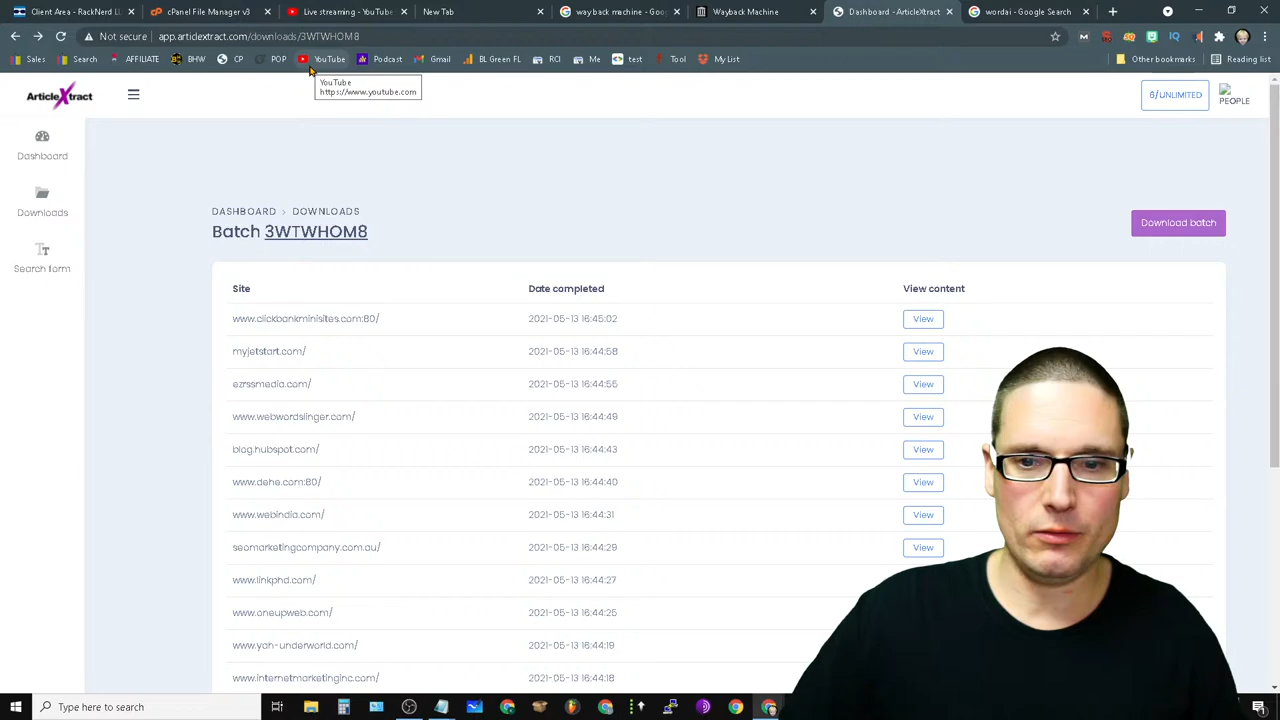 Client Area - RackNerd LL
cPanel File Manager v3
Live streaming - YouTube
New Tab
wayback machine - Goo
Wayback Machine
Dashboard - ArticleXtract
wordai - Google Search
Not secure app.articlextract.com/downloads/3WTWHOM8
Sales
Search
AFFILIATE
BHW
CP
POP
YouTube
Podcast
Gmail
BL Green FL
RCI
Me
test
Tool
My List
Other bookmarks
Reading list
YouTube
https://www.youtube.com
ArticleXtract
6/UNLIMITED
PEOPLE
Dashboard
Downloads
Search form
DASHBOARD > DOWNLOADS
Batch 3WTWHOM8
Download batch
Site Date completed View content
www.clickbankminisites.com:80/ 2021-05-13 16:45:02 View
myjetstart.com/ 2021-05-13 16:44:58 View
ezrssmedia.com/ 2021-05-13 16:44:55 View
www.webwordslinger.com/ 2021-05-13 16:44:49 View
blog.hubspot.com/ 2021-05-13 16:44:43 View
www.dehe.com:80/ 2021-05-13 16:44:40 View
www.webindia.com/ 2021-05-13 16:44:31 View
seomarketingcompany.com.au/ 2021-05-13 16:44:29 View
www.linkphd.com/ 2021-05-13 16:44:27
www.oneupweb.com/ 2021-05-13 16:44:25
www.yah-underworld.com/ 2021-05-13 16:44:19
www.internetmarketinginc.com/ 2021-05-13 16:44:18
Type here to search